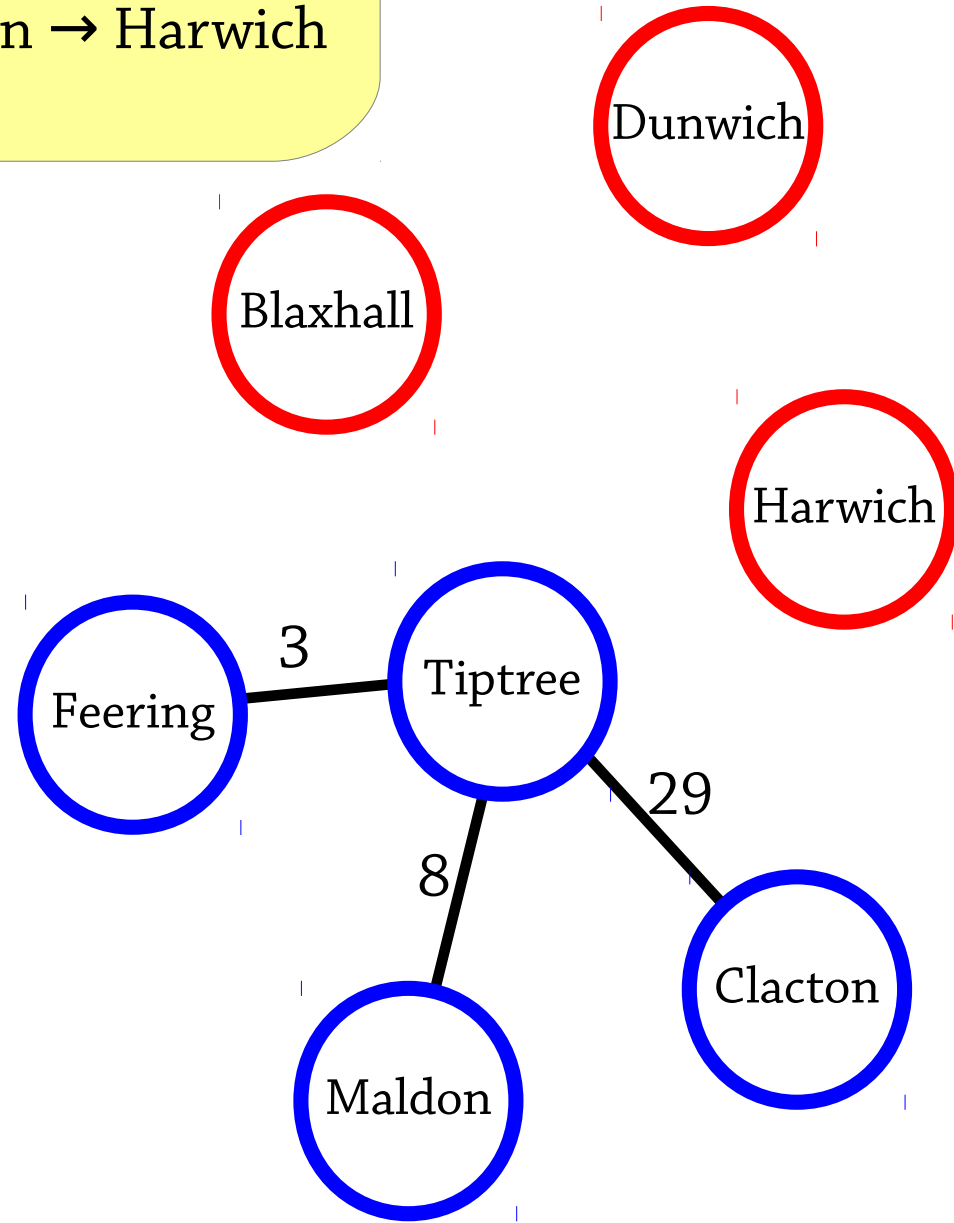 n → Harwich
Dunwich
Blaxhall
Harwich
3
Tiptree
Feering
29
8
Clacton
Maldon